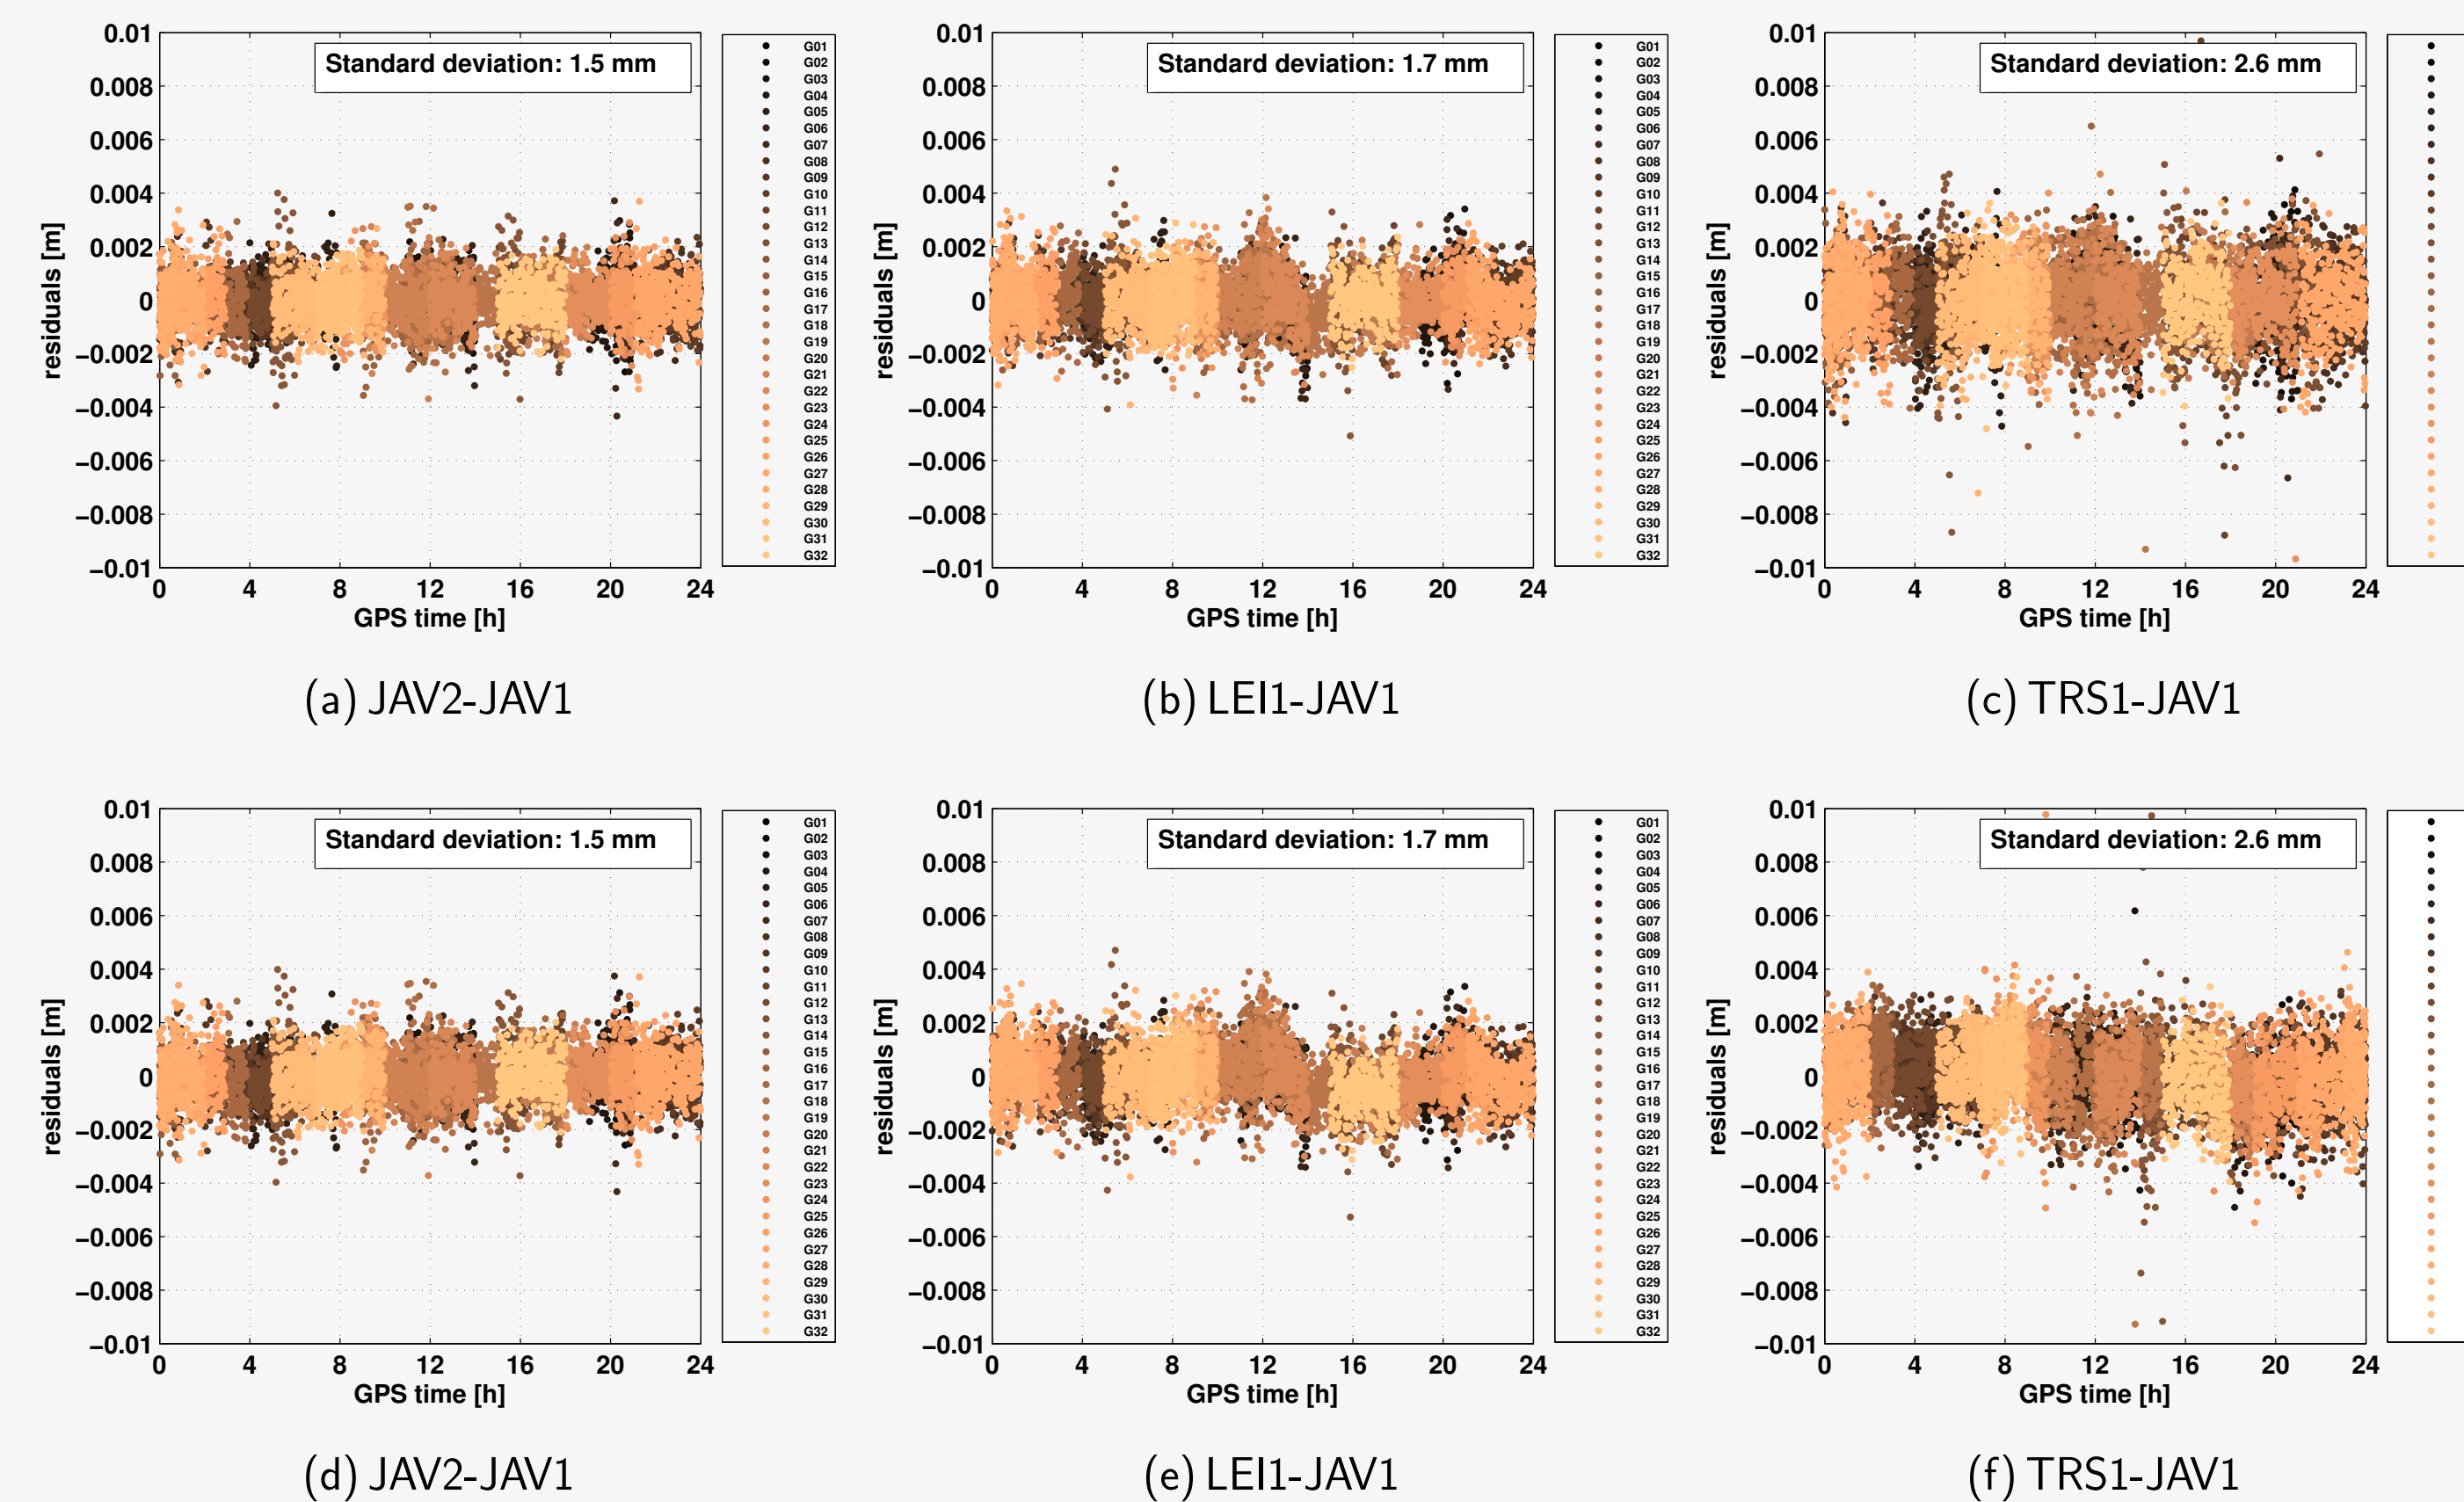 0.01
0.008
0.006
0.004
0.002
0
−0.002
−0.004
−0.006
−0.008
−0.01
residuals [m]
Standard deviation: 1.5 mm
0 4 8 12 16 20 24
GPS time [h]
G01
G02
G03
G04
G05
G06
G07
G08
G09
G10
G11
G12
G13
G14
G15
G16
G17
G18
G19
G20
G21
G22
G23
G24
G25
G26
G27
G28
G29
G30
G31
G32
(a) JAV2-JAV1
0.01
0.008
0.006
0.004
0.002
0
−0.002
−0.004
−0.006
−0.008
−0.01
residuals [m]
Standard deviation: 1.7 mm
0 4 8 12 16 20 24
GPS time [h]
G01
G02
G03
G04
G05
G06
G07
G08
G09
G10
G11
G12
G13
G14
G15
G16
G17
G18
G19
G20
G21
G22
G23
G24
G25
G26
G27
G28
G29
G30
G31
G32
(b) LEI1-JAV1
0.01
0.008
0.006
0.004
0.002
0
−0.002
−0.004
−0.006
−0.008
−0.01
residuals [m]
Standard deviation: 2.6 mm
0 4 8 12 16 20 24
GPS time [h]
(c) TRS1-JAV1
0.01
0.008
0.006
0.004
0.002
0
−0.002
−0.004
−0.006
−0.008
−0.01
residuals [m]
Standard deviation: 1.5 mm
0 4 8 12 16 20 24
GPS time [h]
G01
G02
G03
G04
G05
G06
G07
G08
G09
G10
G11
G12
G13
G14
G15
G16
G17
G18
G19
G20
G21
G22
G23
G24
G25
G26
G27
G28
G29
G30
G31
G32
(d) JAV2-JAV1
0.01
0.008
0.006
0.004
0.002
0
−0.002
−0.004
−0.006
−0.008
−0.01
residuals [m]
Standard deviation: 1.7 mm
0 4 8 12 16 20 24
GPS time [h]
G01
G02
G03
G04
G05
G06
G07
G08
G09
G10
G11
G12
G13
G14
G15
G16
G17
G18
G19
G20
G21
G22
G23
G24
G25
G26
G27
G28
G29
G30
G31
G32
(e) LEI1-JAV1
0.01
0.008
0.006
0.004
0.002
0
−0.002
−0.004
−0.006
−0.008
−0.01
residuals [m]
Standard deviation: 2.6 mm
0 4 8 12 16 20 24
GPS time [h]
(f) TRS1-JAV1